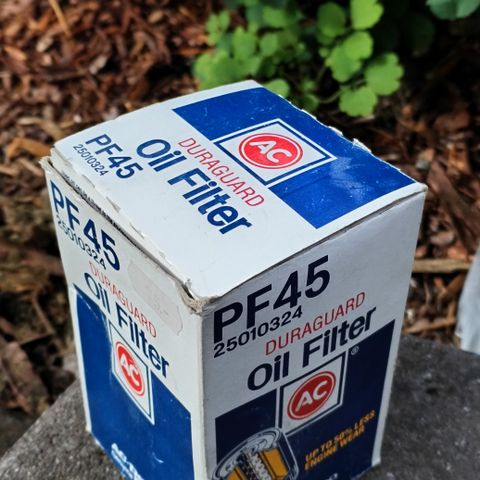 PF45
25010324
DURAGUARD
Oil Filter
AC
PF45
25010324
DURAGUARD
Oil Filter
AC
PF45
25010324
DURAGUARD
Oil Filter
®
AC
UP TO 50% LESS
ENGINE WEAR